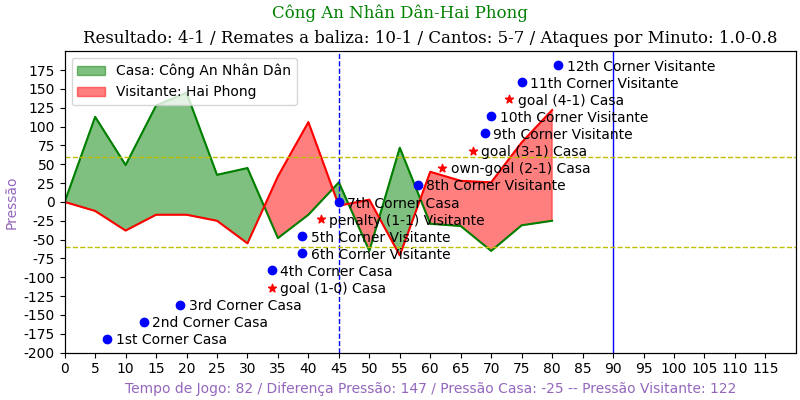 Công An Nhân Dân-Hai Phong
Resultado: 4-1 / Remates a baliza: 10-1 / Cantos: 5-7 / Ataques por Minuto: 1.0-0.8
Casa: Công An Nhân Dân
Visitante: Hai Phong
12th Corner Visitante
11th Corner Visitante
goal (4-1) Casa
10th Corner Visitante
9th Corner Visitante
goal (3-1) Casa
own-goal (2-1) Casa
8th Corner Visitante
7th Corner Casa
penalty (1-1) Visitante
5th Corner Visitante
6th Corner Visitante
4th Corner Casa
goal (1-0) Casa
3rd Corner Casa
2nd Corner Casa
1st Corner Casa
Pressão
175
150
125
100
75
50
25
0
-25
-50
-75
-100
-125
-150
-175
-200
0 5 10 15 20 25 30 35 40 45 50 55 60 65 70 75 80 85 90 95 100 105 110 115
Tempo de Jogo: 82 / Diferença Pressão: 147 / Pressão Casa: -25 -- Pressão Visitante: 122